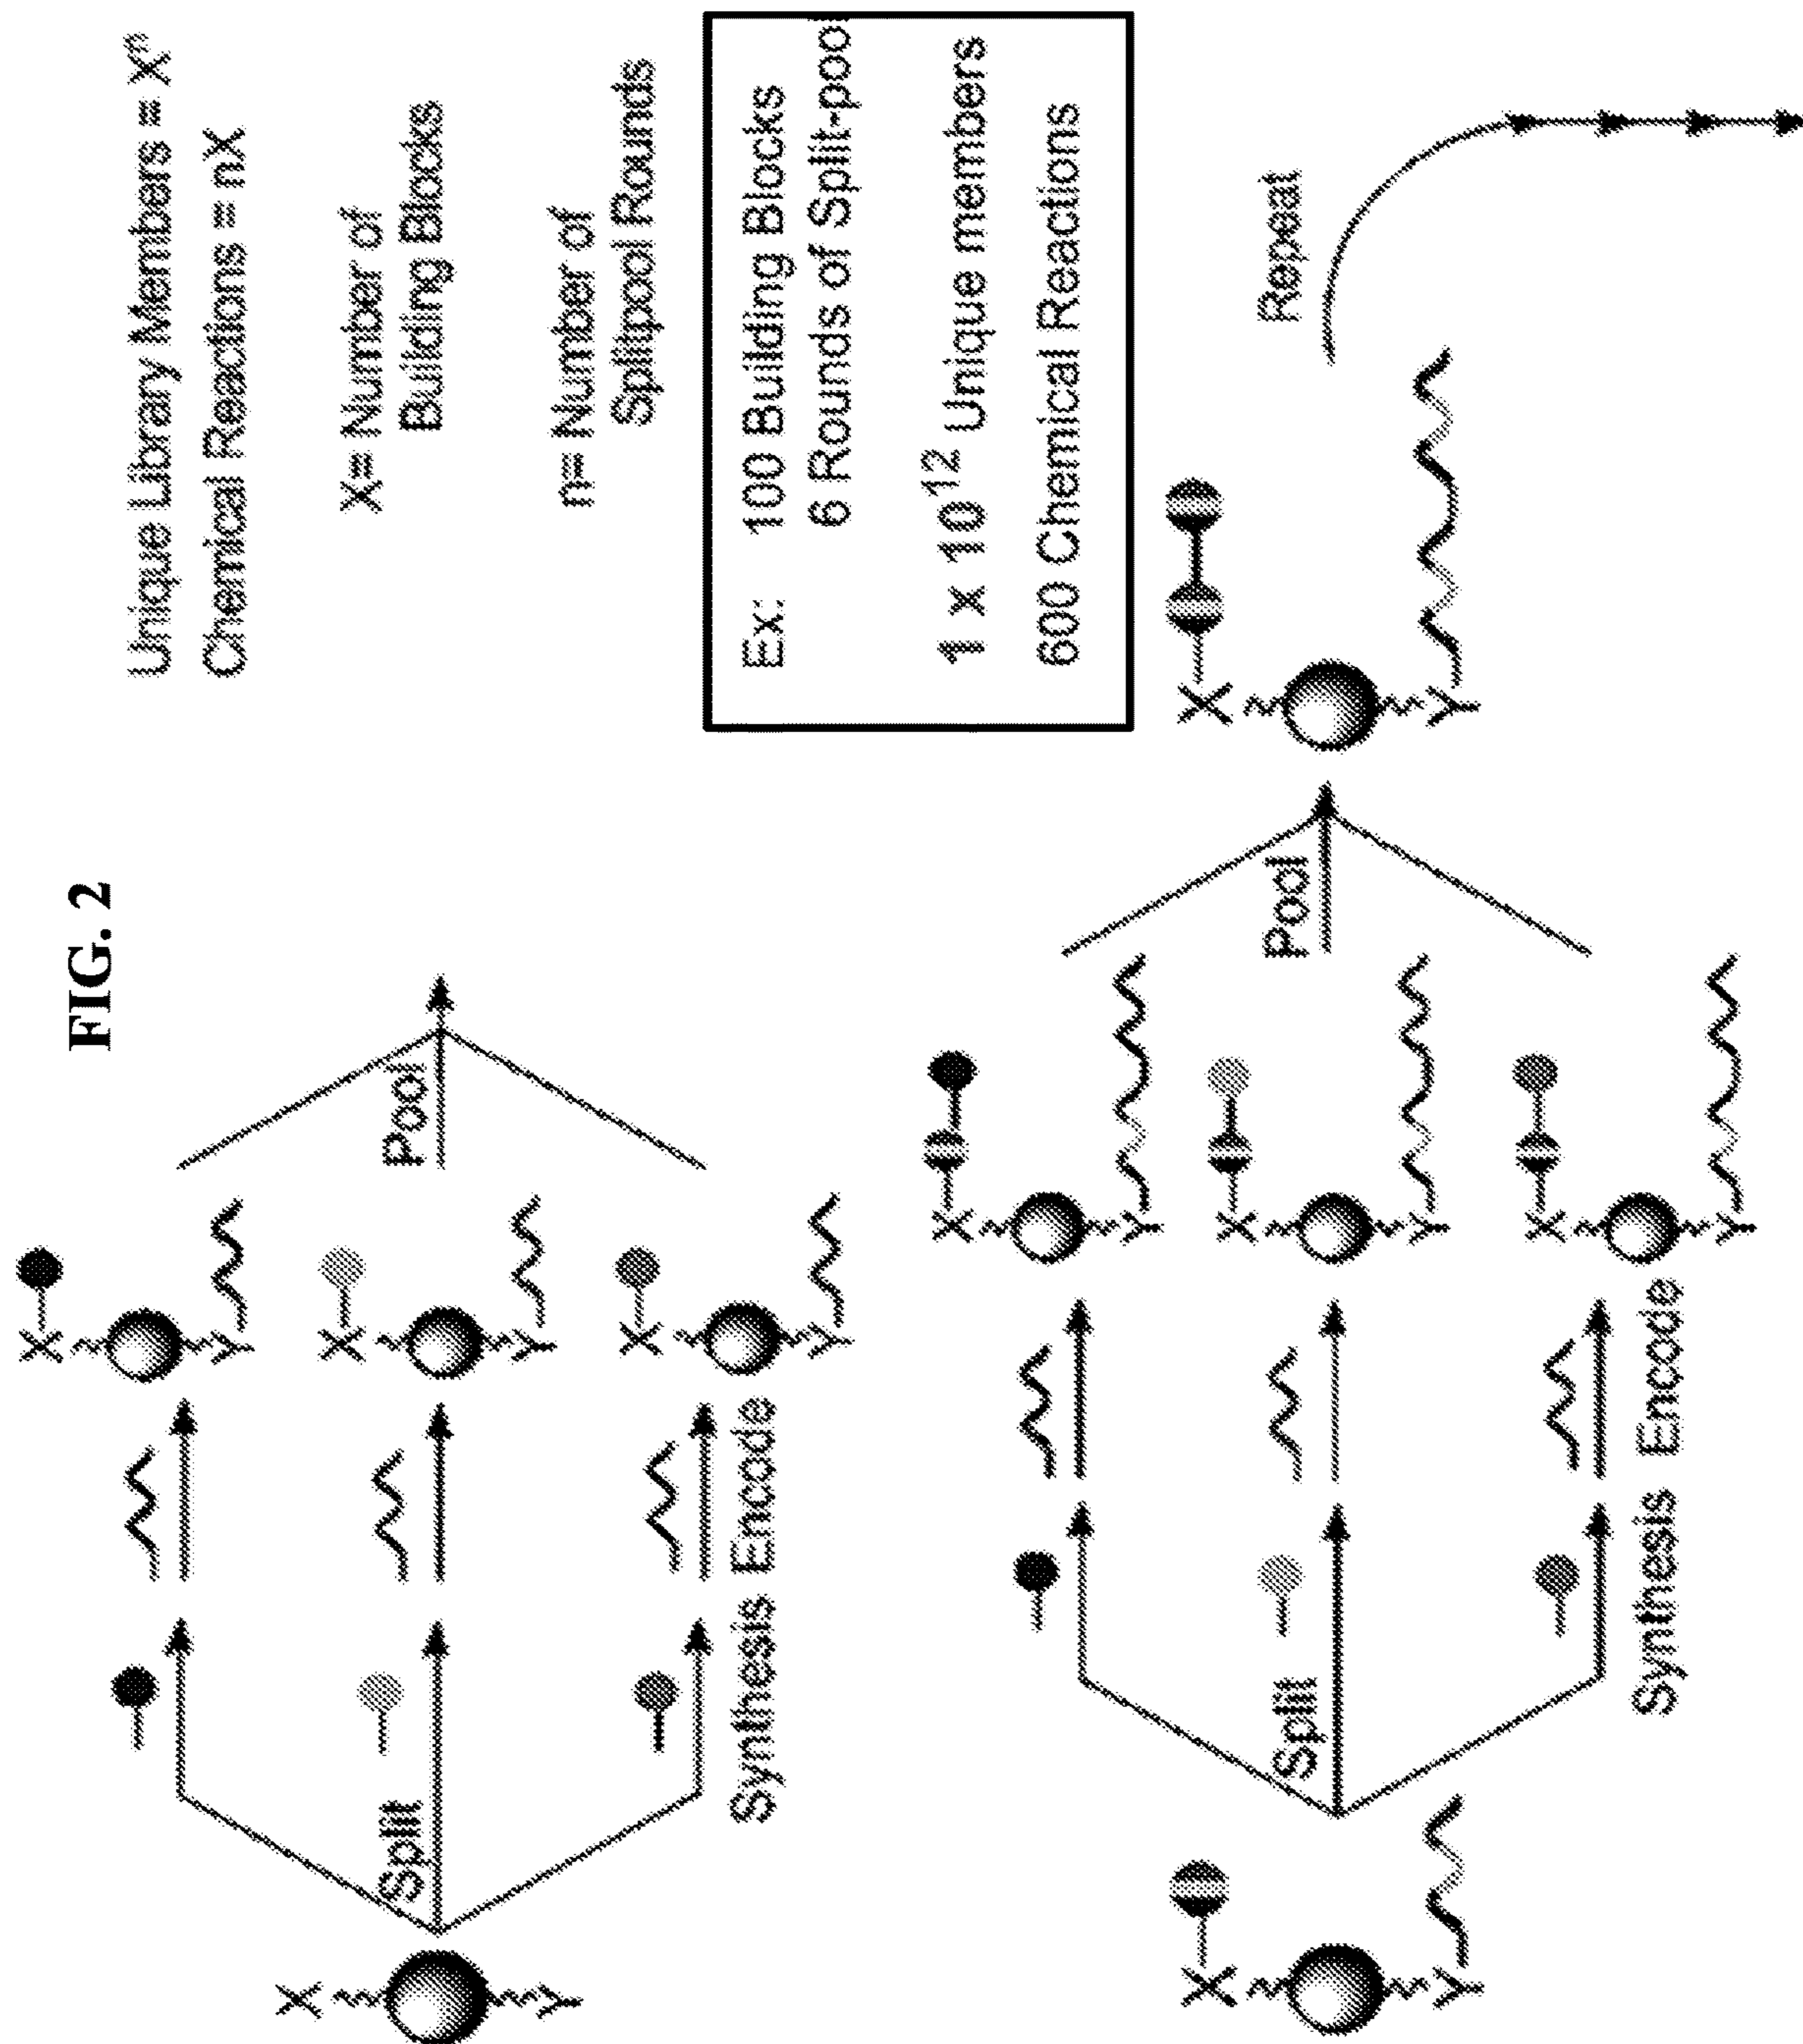 FIG. 2
X
Y
Split
Synthesis Encode
X
Y
X
Y
X
Y
Pool
Unique Library Members = Xⁿ
Chemical Reactions = nX
X= Number of
Building Blocks
n= Number of
Splitpool Rounds
Ex: 100 Building Blocks
6 Rounds of Split-pool
1 x 10¹² Unique members
600 Chemical Reactions
X
Y
Split
Synthesis Encode
X
Y
X
Y
X
Y
Pool
X
Y
Repeat